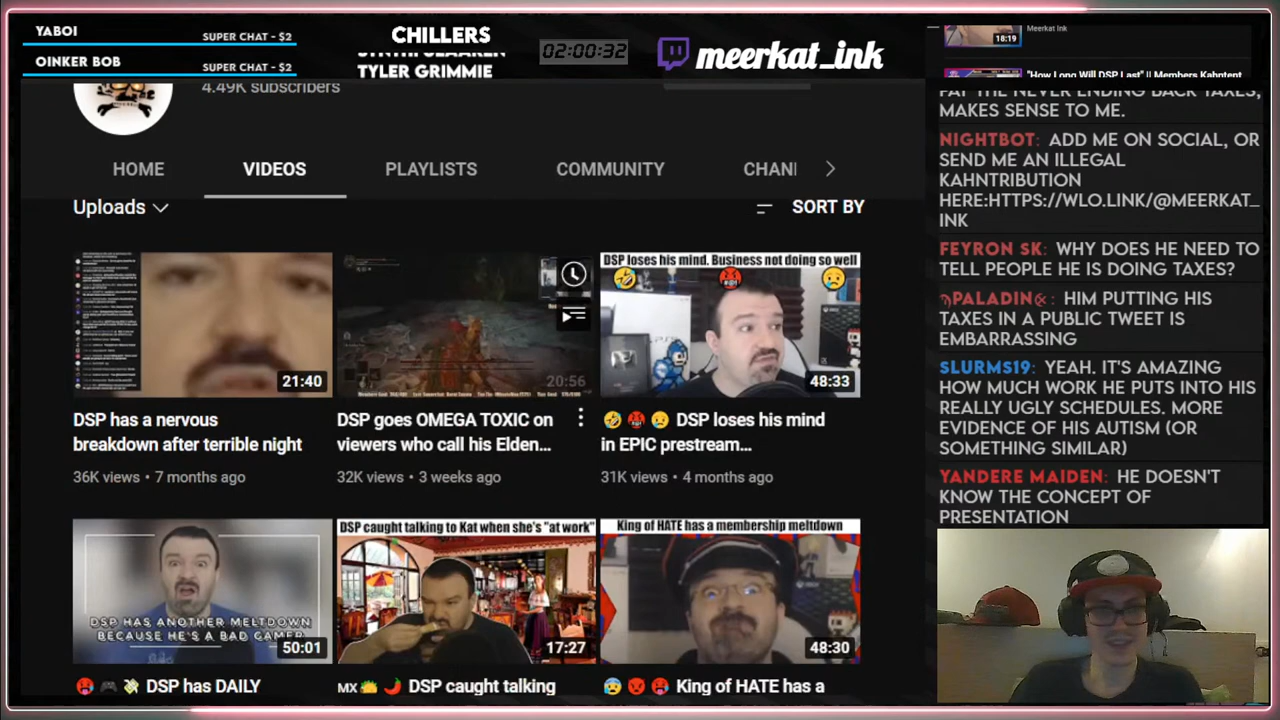 YABOI
SUPER CHAT - $2
OINKER BOB
SUPER CHAT - $2
CHILLERS
TYLER GRIMMIE
02:00:32
meerkat_ink
18:19
Meerkat Ink
"How Long Will DSP Last" || Members Kahntent
4.49K subscribers
HOME
VIDEOS
PLAYLISTS
COMMUNITY
CHANI
Uploads
SORT BY
21:40
DSP has a nervous
breakdown after terrible night
36K views • 7 months ago
20:56
DSP goes OMEGA TOXIC on
viewers who call his Elden...
32K views • 3 weeks ago
DSP loses his mind. Business not doing so well
48:33
🤣 🤬 😥 DSP loses his mind
in EPIC prestream...
31K views • 4 months ago
DSP HAS ANOTHER MELTDOWN
BECAUSE HE'S A BAD GAMER
50:01
🥵 🎮 💸 DSP has DAILY
DSP caught talking to Kat when she's "at work"
17:27
MX 🌮 🌶️ DSP caught talking
King of HATE has a membership meltdown
48:30
😰 😡 🥵 King of HATE has a
PAY THE NEVER ENDING BACK TAXES,
MAKES SENSE TO ME.
NIGHTBOT: ADD ME ON SOCIAL, OR
SEND ME AN ILLEGAL
KAHNTRIBUTION
HERE:HTTPS://WLO.LINK/@MEERKAT_
INK
FEYRON SK: WHY DOES HE NEED TO
TELL PEOPLE HE IS DOING TAXES?
PALADIN: HIM PUTTING HIS
TAXES IN A PUBLIC TWEET IS
EMBARRASSING
SLURMS19: YEAH. IT'S AMAZING
HOW MUCH WORK HE PUTS INTO HIS
REALLY UGLY SCHEDULES. MORE
EVIDENCE OF HIS AUTISM (OR
SOMETHING SIMILAR)
YANDERE MAIDEN: HE DOESN'T
KNOW THE CONCEPT OF
PRESENTATION